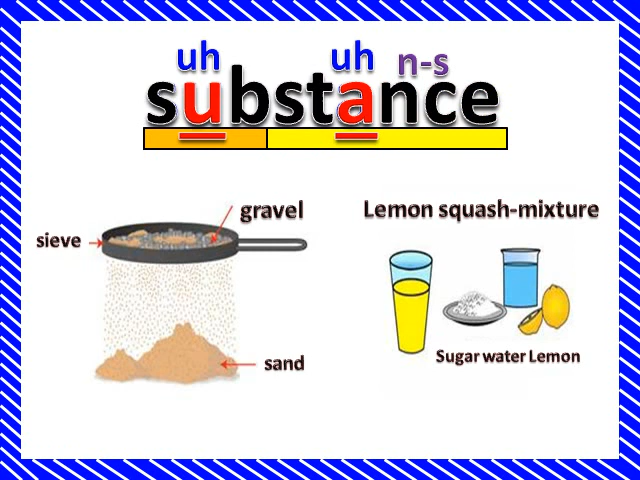 uh uh n-s
substance
gravel
Lemon squash-mixture
sieve
sand
Sugar water Lemon